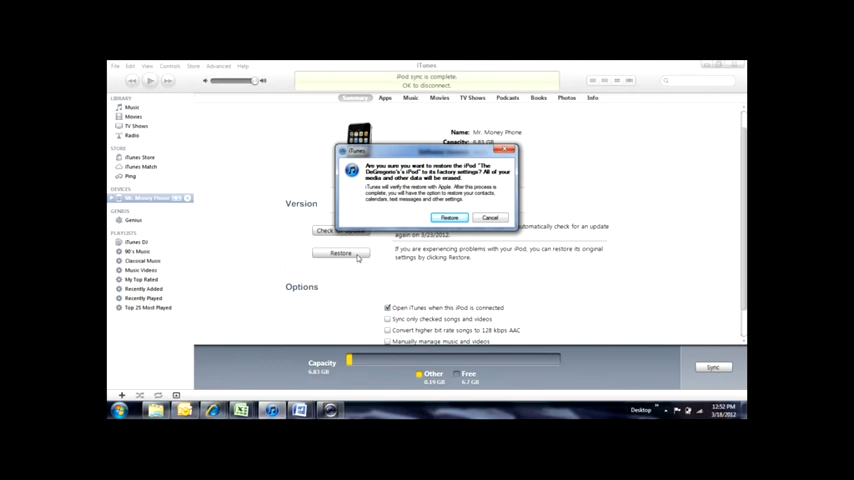 File Edit View Controls Store Advanced Help
iTunes
iPod sync is complete.
OK to disconnect.
LIBRARY
Music
Movies
TV Shows
Radio
STORE
iTunes Store
iTunes Match
Ping
DEVICES
Mr. Money Phone
GENIUS
Genius
PLAYLISTS
iTunes DJ
90's Music
Classical Music
Music Videos
My Top Rated
Recently Added
Recently Played
Top 25 Most Played
Summary Apps Music Movies TV Shows Podcasts Books Photos Info
Name: Mr. Money Phone
Capacity: 6.83 GB
iTunes
Are you sure you want to restore the iPod "The
DeGregorio's's iPod" to its factory settings? All of your
media and other data will be erased.
iTunes will verify the restore with Apple. After this process is
complete, you will have the option to restore your contacts,
calendars, text messages and other settings.
Restore Cancel
Version
Check for
automatically check for an update
again on 3/23/2012.
Restore
If you are experiencing problems with your iPod, you can restore its original
settings by clicking Restore.
Options
Open iTunes when this iPod is connected
Sync only checked songs and videos
Convert higher bit rate songs to 128 kbps AAC
Manually manage music and videos
Capacity
6.83 GB
Other
0.19 GB
Free
6.7 GB
Sync
Desktop
12:52 PM
3/18/2012